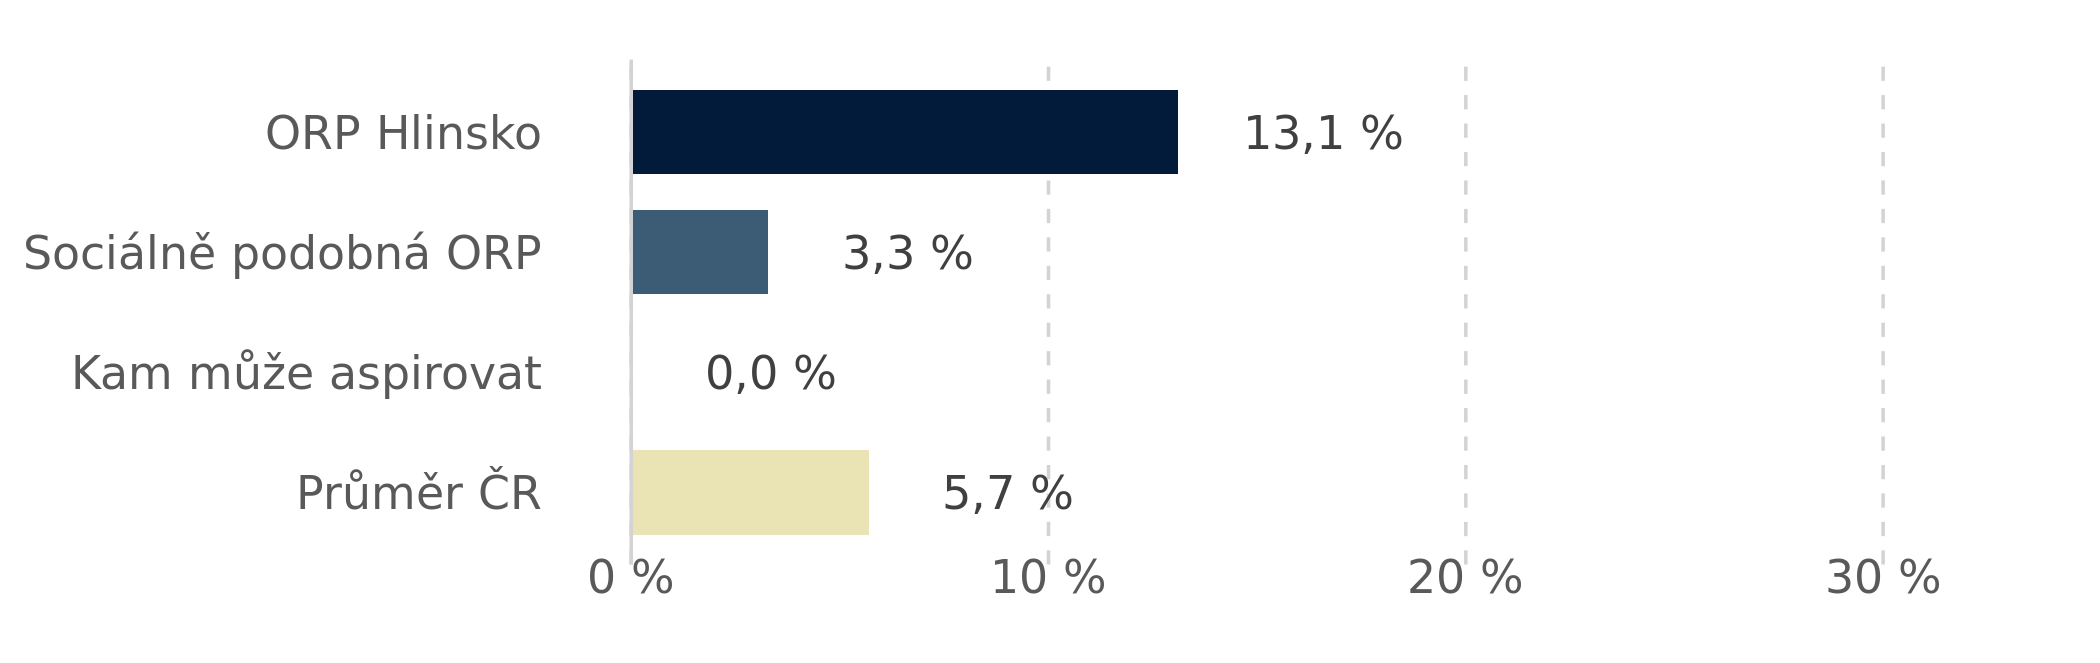 ORP Hlinsko 13,1 %
Sociálně podobná ORP 3,3 %
Kam může aspirovat 0,0 %
Průměr ČR 5,7 %
0 % 10 % 20 % 30 %